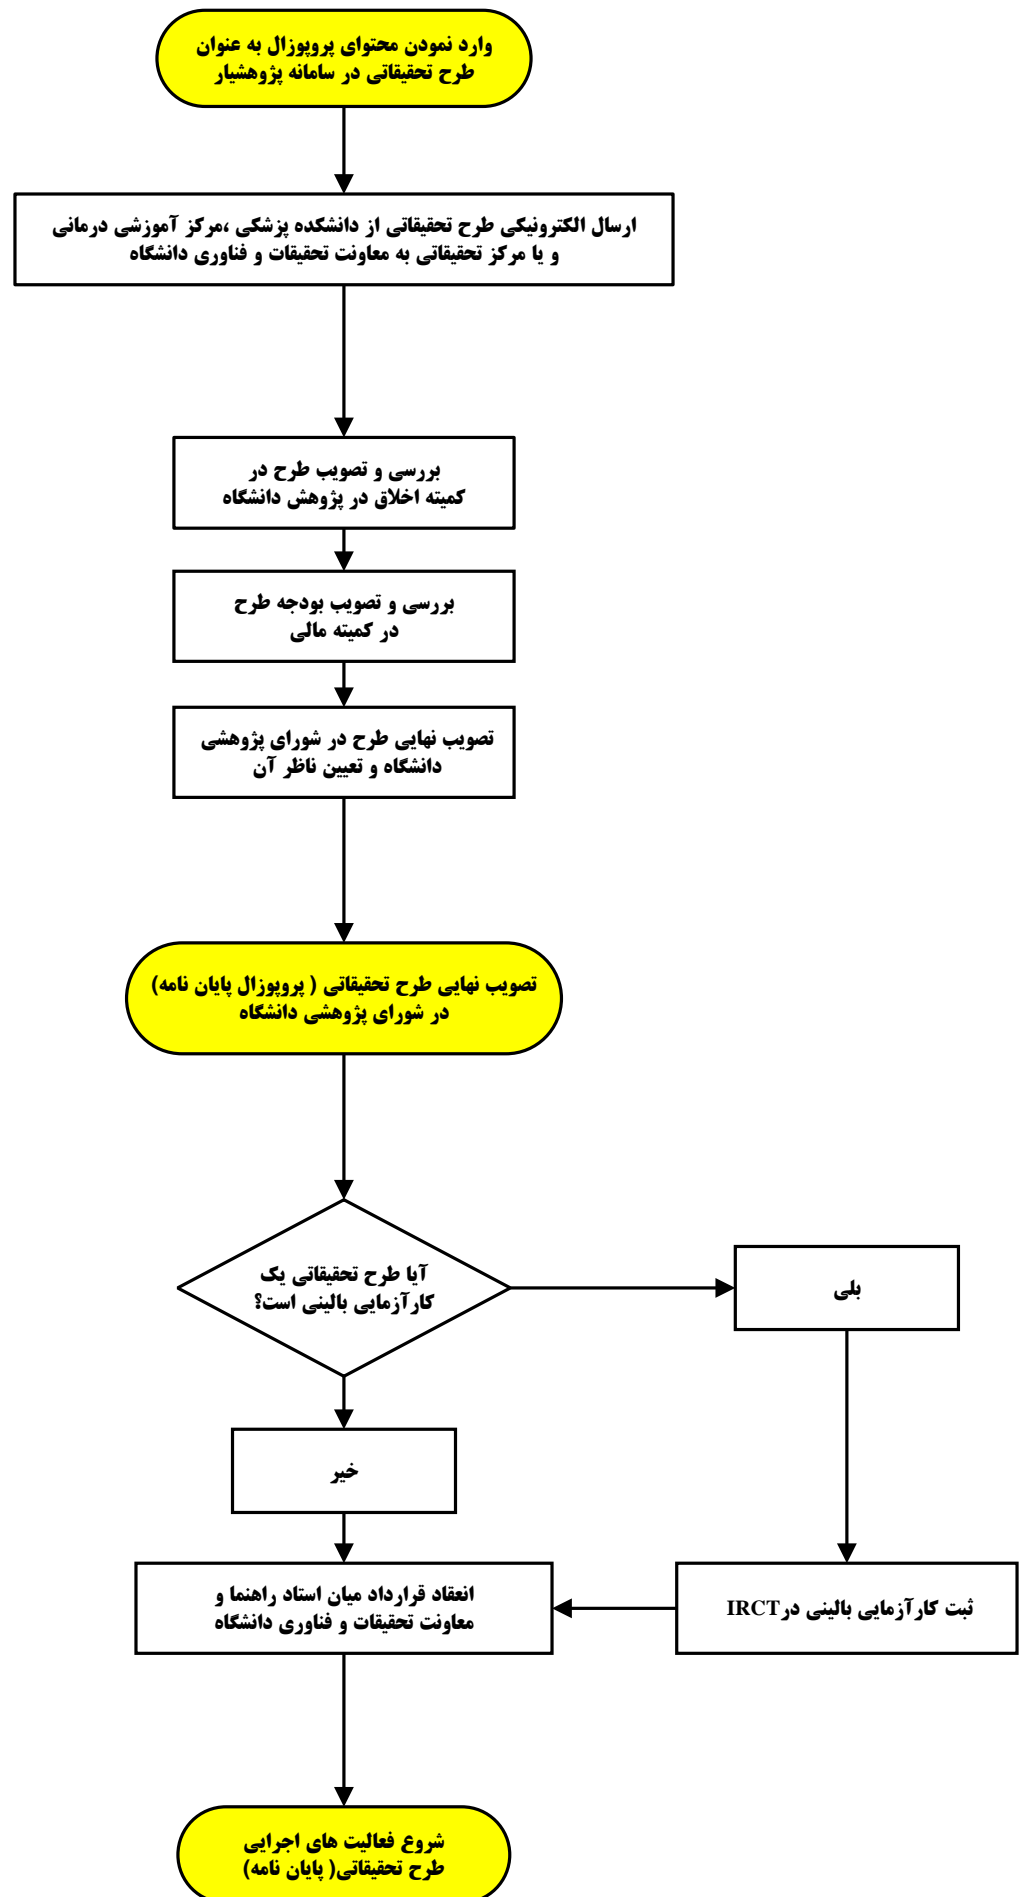 وارد نمودن محتوای پروپوزال به عنوان
طرح تحقیقاتی در سامانه پژوهشیار
ارسال الکترونیکی طرح تحقیقاتی از دانشکده پزشکی ،مرکز آموزشی درمانی
و یا مرکز تحقیقاتی به معاونت تحقیقات و فناوری دانشگاه
بررسی و تصویب طرح در
کمیته اخلاق در پژوهش دانشگاه
بررسی و تصویب بودجه طرح
در کمیته مالی
تصویب نهایی طرح در شورای پژوهشی
دانشگاه و تعیین ناظر آن
تصویب نهایی طرح تحقیقاتی ( پروپوزال پایان نامه)
در شورای پژوهشی دانشگاه
آیا طرح تحقیقاتی یک
کارآزمایی بالینی است؟
بلی
خیر
انعقاد قرارداد میان استاد راهنما و
معاونت تحقیقات و فناوری دانشگاه
ثبت کارآزمایی بالینی در IRCT
شروع فعالیت های اجرایی
طرح تحقیقاتی( پایان نامه)